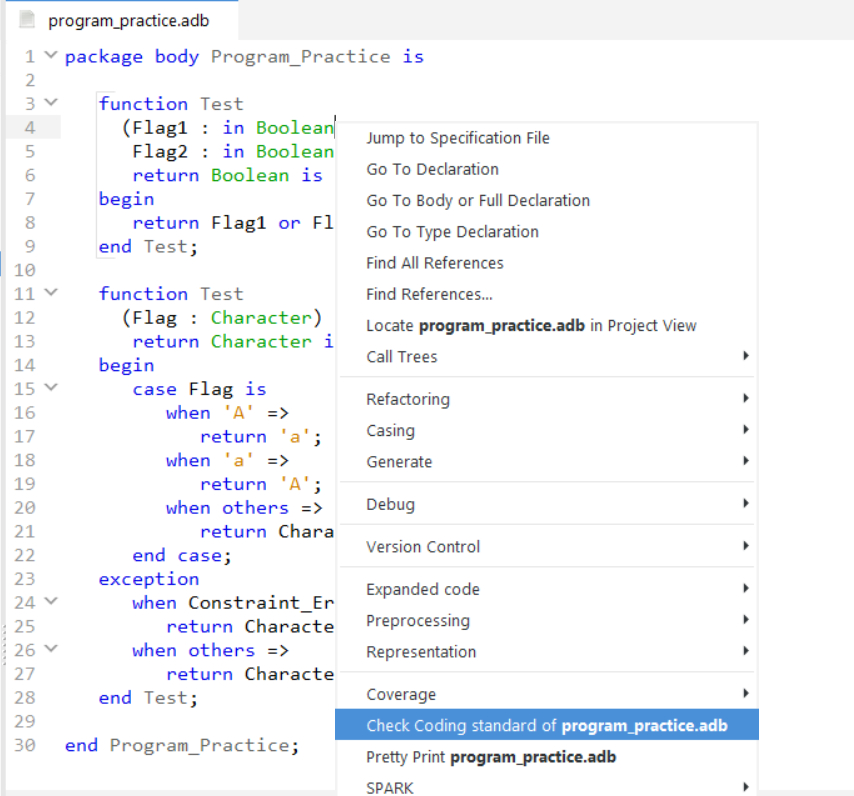 program_practice.adb
1 package body Program_Practice is
2
3 function Test
4 (Flag1 : in Boolean
5 Flag2 : in Boolean
6 return Boolean is
7 begin
8 return Flag1 or Fl
9 end Test;
10
11 function Test
12 (Flag : Character)
13 return Character i
14 begin
15 case Flag is
16 when 'A' =>
17 return 'a';
18 when 'a' =>
19 return 'A';
20 when others =>
21 return Chara
22 end case;
23 exception
24 when Constraint_Er
25 return Characte
26 when others =>
27 return Characte
28 end Test;
29
30 end Program_Practice;
Jump to Specification File
Go To Declaration
Go To Body or Full Declaration
Go To Type Declaration
Find All References
Find References...
Locate program_practice.adb in Project View
Call Trees
Refactoring
Casing
Generate
Debug
Version Control
Expanded code
Preprocessing
Representation
Coverage
Check Coding standard of program_practice.adb
Pretty Print program_practice.adb
SPARK